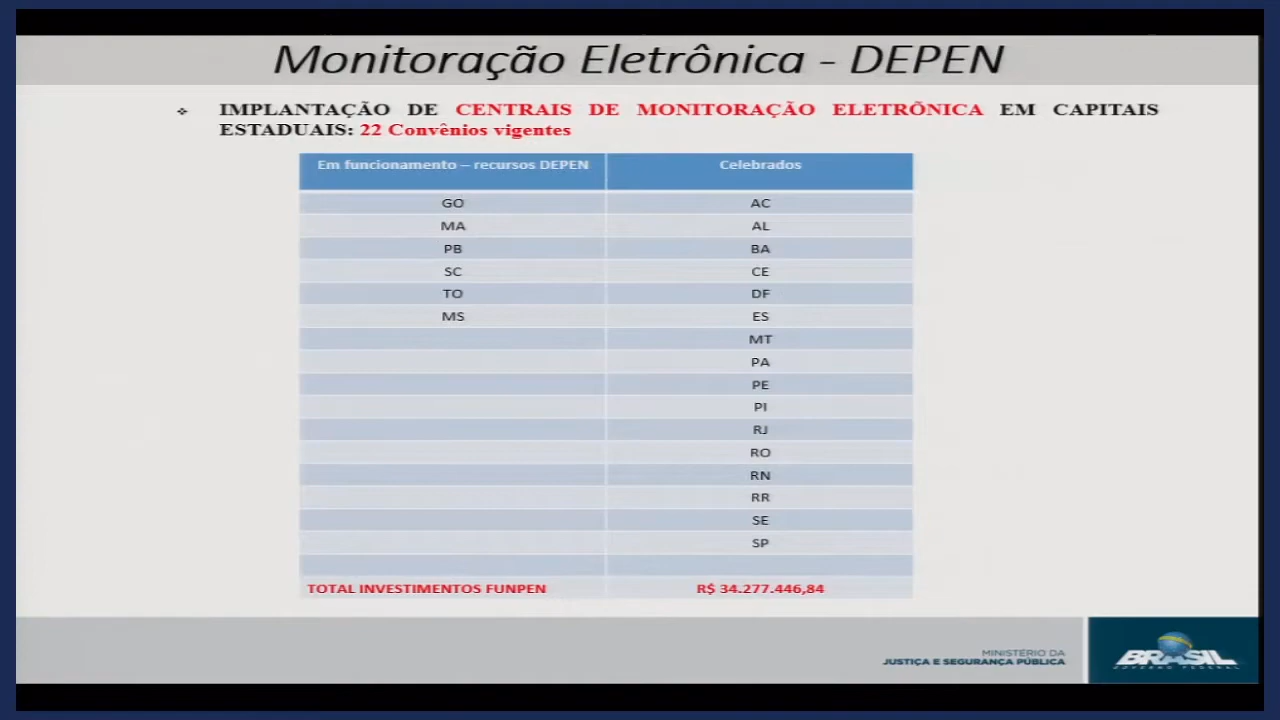 Monitoração Eletrônica - DEPEN
❖ IMPLANTAÇÃO DE CENTRAIS DE MONITORAÇÃO ELETRÕNICA EM CAPITAIS
ESTADUAIS: 22 Convênios vigentes
Em funcionamento – recursos DEPEN Celebrados
GO AC
MA AL
PB BA
SC CE
TO DF
MS ES
MT
PA
PE
PI
RJ
RO
RN
RR
SE
SP
TOTAL INVESTIMENTOS FUNPEN R$ 34.277.446,84
MINISTÉRIO DA
JUSTIÇA E SEGURANÇA PÚBLICA
BRASIL
GOVERNO FEDERAL